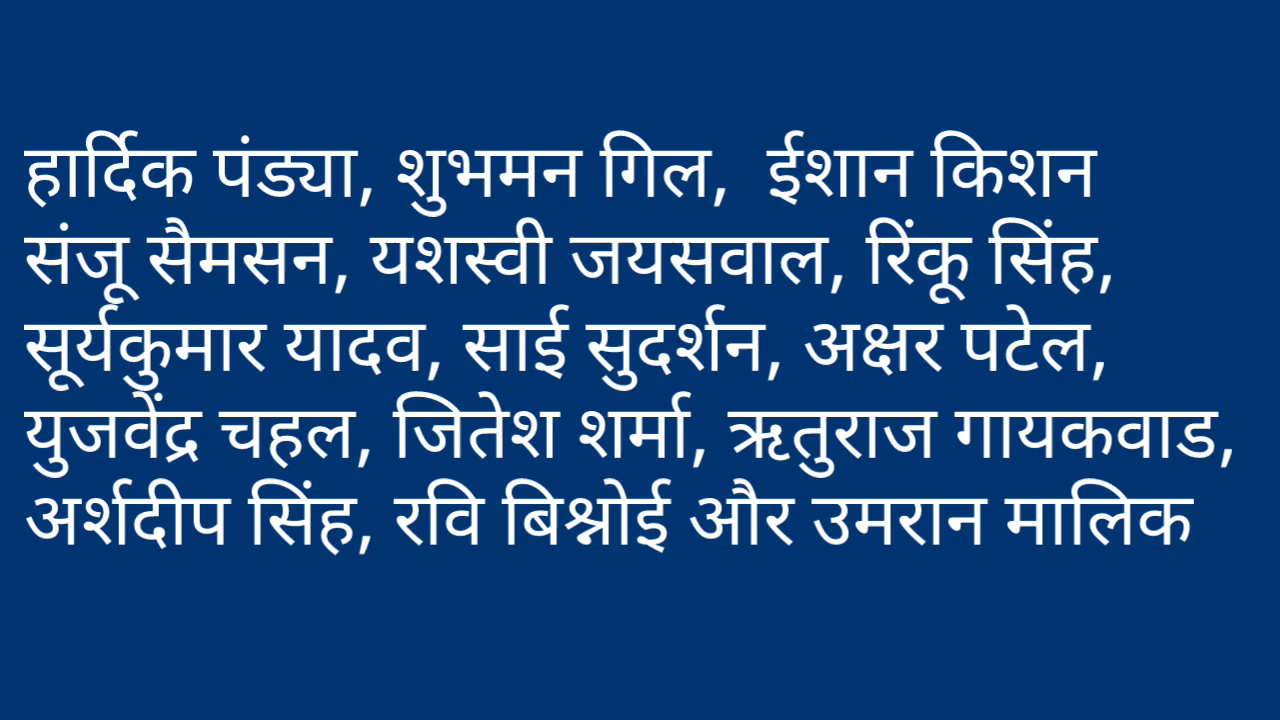 हार्दिक पंड्या, शुभमन गिल,  ईशान किशन
संजू सैमसन, यशस्वी जयसवाल, रिंकू सिंह,
सूर्यकुमार यादव, साई सुदर्शन, अक्षर पटेल,
युजवेंद्र चहल, जितेश शर्मा, ऋतुराज गायकवाड,
अर्शदीप सिंह, रवि बिश्नोई और उमरान मालिक